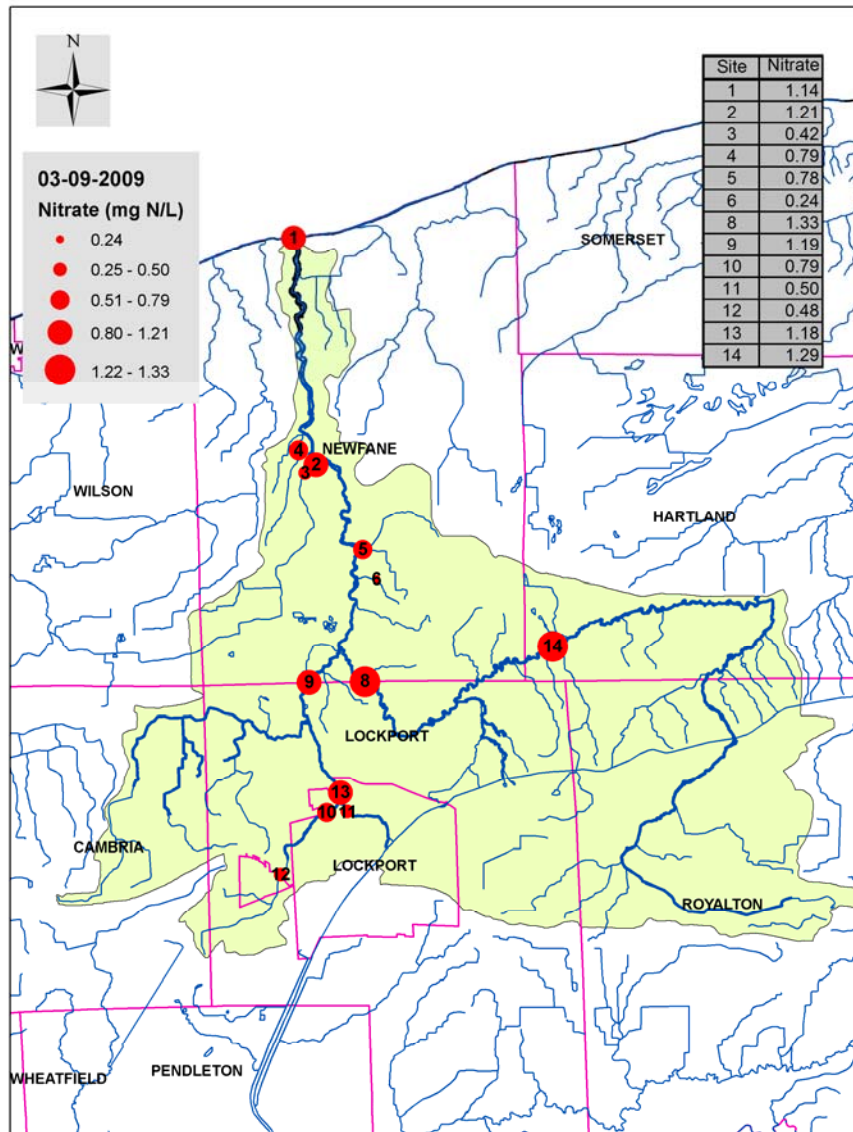 N
Site Nitrate
1 1.14
2 1.21
3 0.42
4 0.79
5 0.78
6 0.24
8 1.33
9 1.19
10 0.79
11 0.50
12 0.48
13 1.18
14 1.29
03-09-2009
Nitrate (mg N/L)
0.24
0.25 - 0.50
0.51 - 0.79
0.80 - 1.21
1.22 - 1.33
1
SOMERSET
W
4
NEWFANE
2
3
WILSON
HARTLAND
5
6
14
9
8
LOCKPORT
13
10
11
CAMBRIA
LOCKPORT
12
ROYALTON
PENDLETON
WHEATFIELD